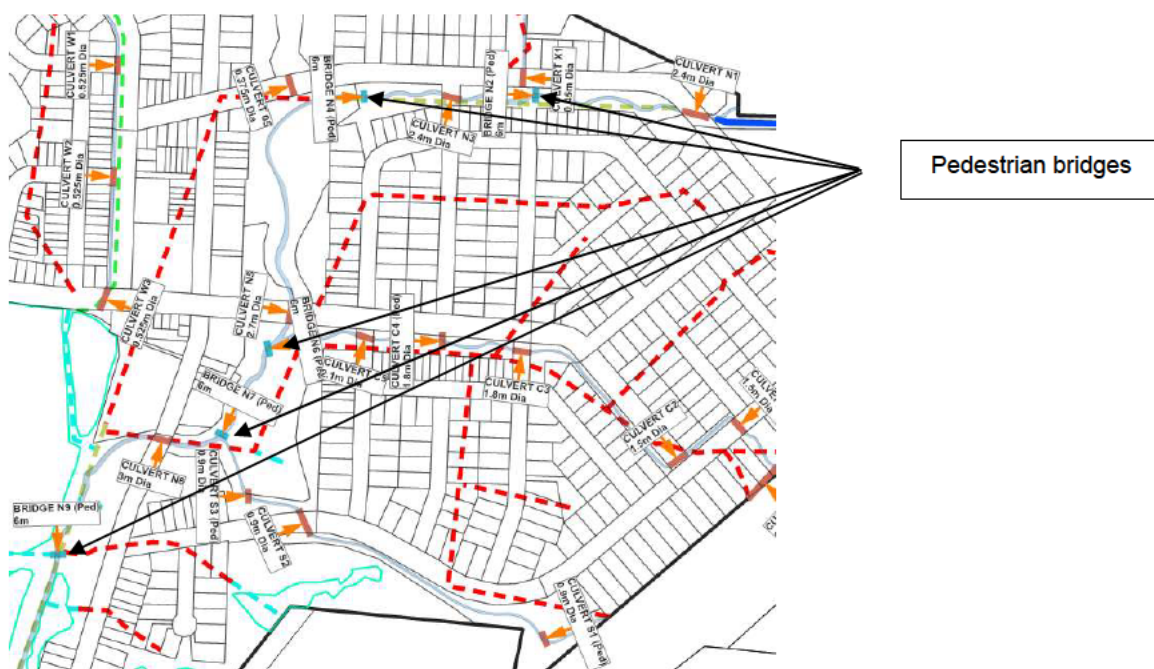 CULVERT W1
0.525m Dia
CULVERT W2
0.525m Dia
CULVERT
0.375m Dia
6m
BRIDGE N4 (Ped)
CULVERT N3
2.4m Dia
BRIDGE N2 (Ped)
6m
CULVERT X1
CULVERT N1
2.4m Dia
Pedestrian bridges
CULVERT W3
0.525m Dia
CULVERT N5
2.7m Dia
BRIDGE N6 (Ped)
6m
CULVERT C5
CULVERT C4 (Ped)
1.8m Dia
CULVERT C3
1.8m Dia
BRIDGE N7 (Ped)
6m
CULVERT C2
1.5m Dia
CULVERT
1.5m Dia
CULVERT N8
3m Dia
CULVERT S3 (Ped)
0.9m Dia
CULVERT S2
0.9m Dia
BRIDGE N9 (Ped)
6m
CULVERT S1 (Ped)
0.9m Dia